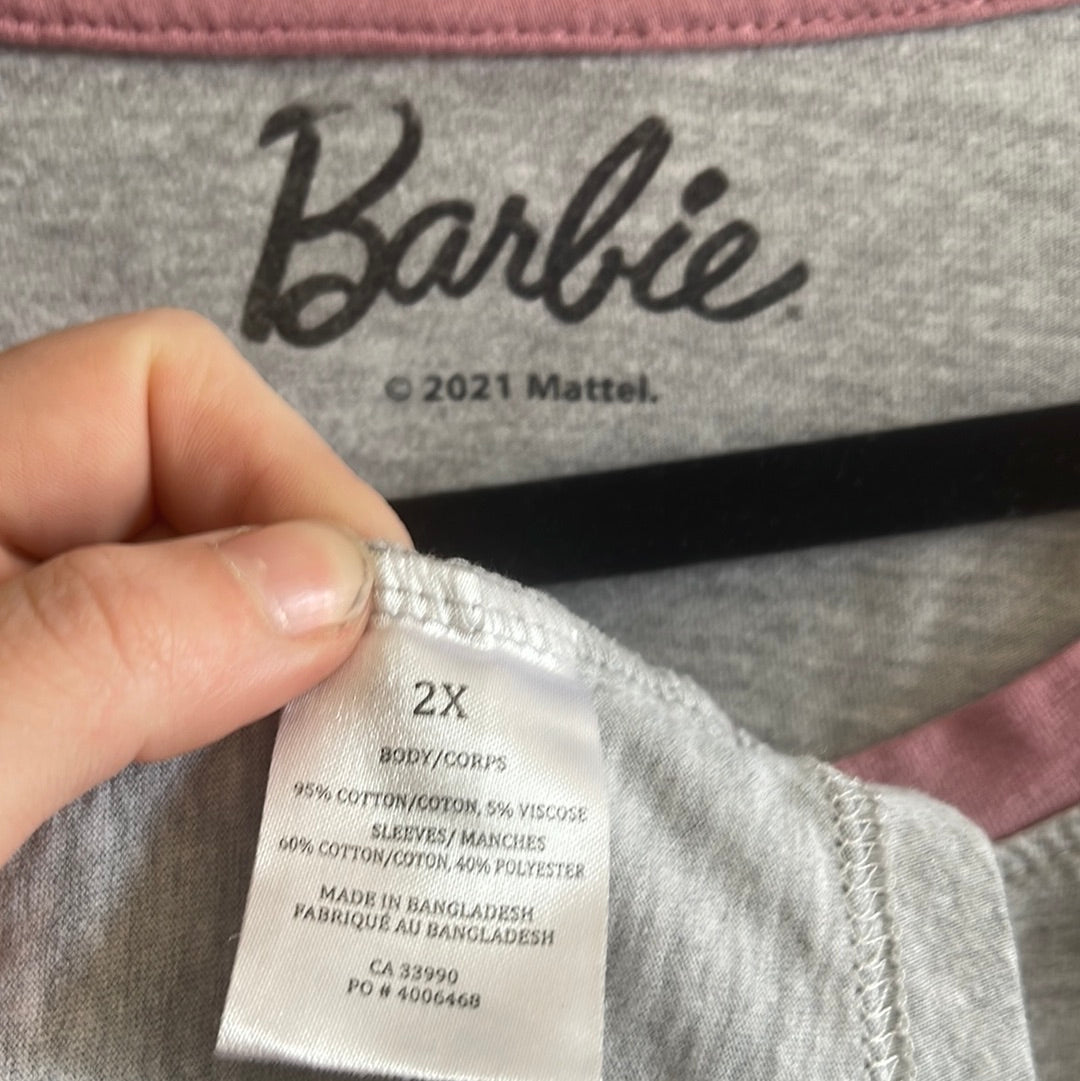 Barbie
© 2021 Mattel.
2X
BODY/CORPS
95% COTTON/COTON, 5% VISCOSE
SLEEVES/ MANCHES
60% COTTON/COTON, 40% POLYESTER
MADE IN BANGLADESH
FABRIQUÉ AU BANGLADESH
CA 33990
PO # 4006468